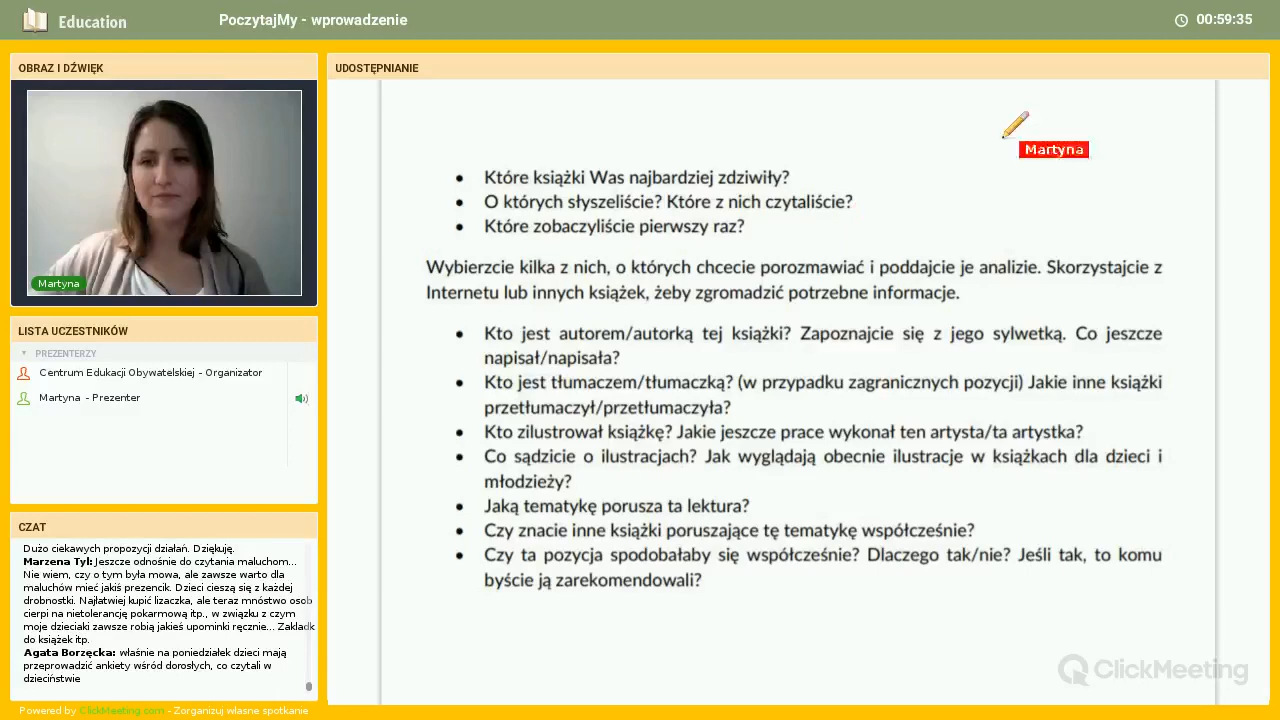 Education
PoczytajMy - wprowadzenie
00:59:35
OBRAZ I DŹWIĘK
Martyna
LISTA UCZESTNIKÓW
PREZENTERZY
Centrum Edukacji Obywatelskiej - Organizator
Martyna - Prezenter
CZAT
Dużo ciekawych propozycji działań. Dziękuję.
Marzena Tyl: Jeszcze odnośnie do czytania maluchom...
Nie wiem, czy o tym była mowa, ale zawsze warto dla
maluchów mieć jakiś prezencik. Dzieci cieszą się z każdej
drobnostki. Najłatwiej kupić lizaczka, ale teraz mnóstwo osob
cierpi na nietolerancję pokarmową itp., w związku z czym
moje dzieciaki zawsze robią jakieś upominki ręcznie... Zakladk
do książek itp.
Agata Borzęcka: właśnie na poniedziałek dzieci mają
przeprowadzić ankiety wśród dorosłych, co czytali w
dzieciństwie
Powered by ClickMeeting.com - Zorganizuj własne spotkanie
UDOSTĘPNIANIE
Martyna
• Które książki Was najbardziej zdziwiły?
• O których słyszeliście? Które z nich czytaliście?
• Które zobaczyliście pierwszy raz?
Wybierzcie kilka z nich, o których chcecie porozmawiać i poddajcie je analizie. Skorzystajcie z
Internetu lub innych książek, żeby zgromadzić potrzebne informacje.
• Kto jest autorem/autorką tej książki? Zapoznajcie się z jego sylwetką. Co jeszcze
napisał/napisała?
• Kto jest tłumaczem/tłumaczką? (w przypadku zagranicznych pozycji) Jakie inne książki
przetłumaczył/przetłumaczyła?
• Kto zilustrował książkę? Jakie jeszcze prace wykonał ten artysta/ta artystka?
• Co sądzicie o ilustracjach? Jak wyglądają obecnie ilustracje w książkach dla dzieci i
młodzieży?
• Jaką tematykę porusza ta lektura?
• Czy znacie inne książki poruszające tę tematykę współcześnie?
• Czy ta pozycja spodobałaby się współcześnie? Dlaczego tak/nie? Jeśli tak, to komu
byście ją zarekomendowali?
ClickMeeting